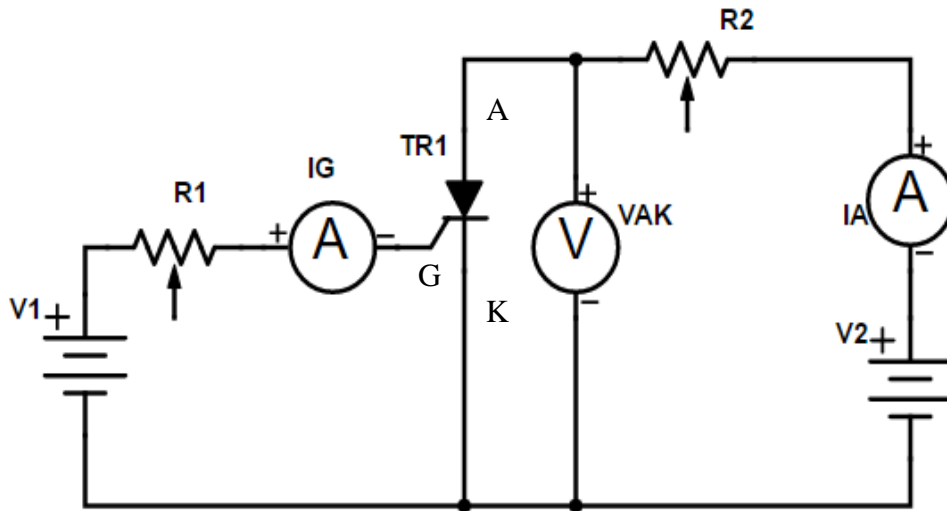 R2
A
TR1
IG
R1
+
A
-
G
K
V1
+
+
V
-
VAK
+
A
-
IA
V2
+